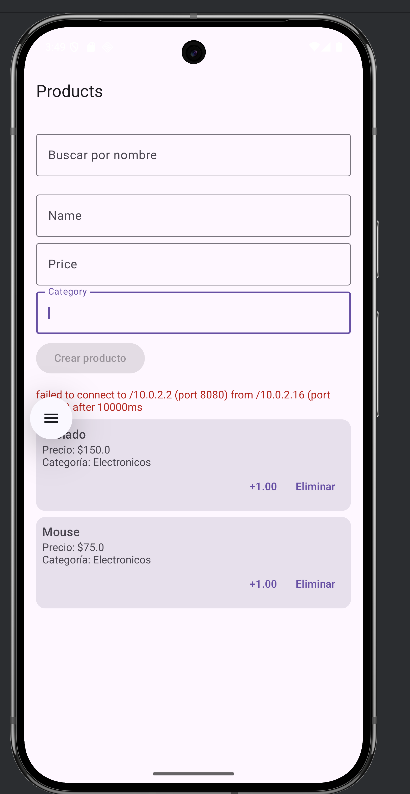 Products
Buscar por nombre
Name
Price
Category
Crear producto
failed to connect to /10.0.2.2 (port 8080) from /10.0.2.16 (port
after 10000ms
Precio: $150.0
Categoría: Electronicos
+1.00 Eliminar
Mouse
Precio: $75.0
Categoría: Electronicos
+1.00 Eliminar